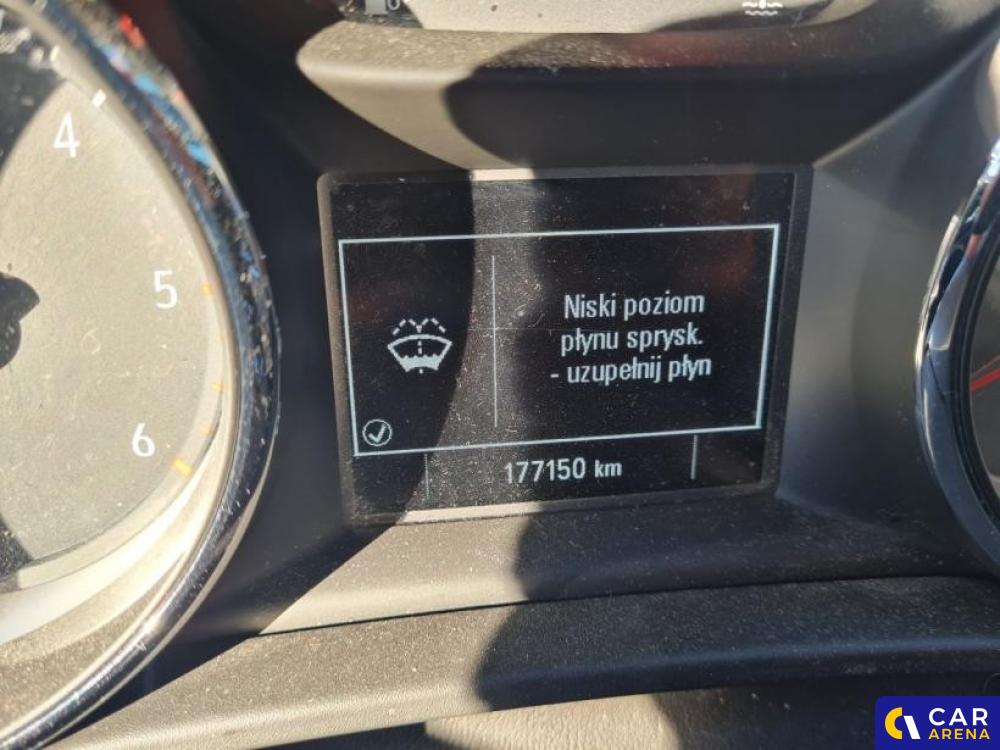 4
5
6
Niski poziom
płynu sprysk.
- uzupełnij płyn
177150 km
CAR
ARENA